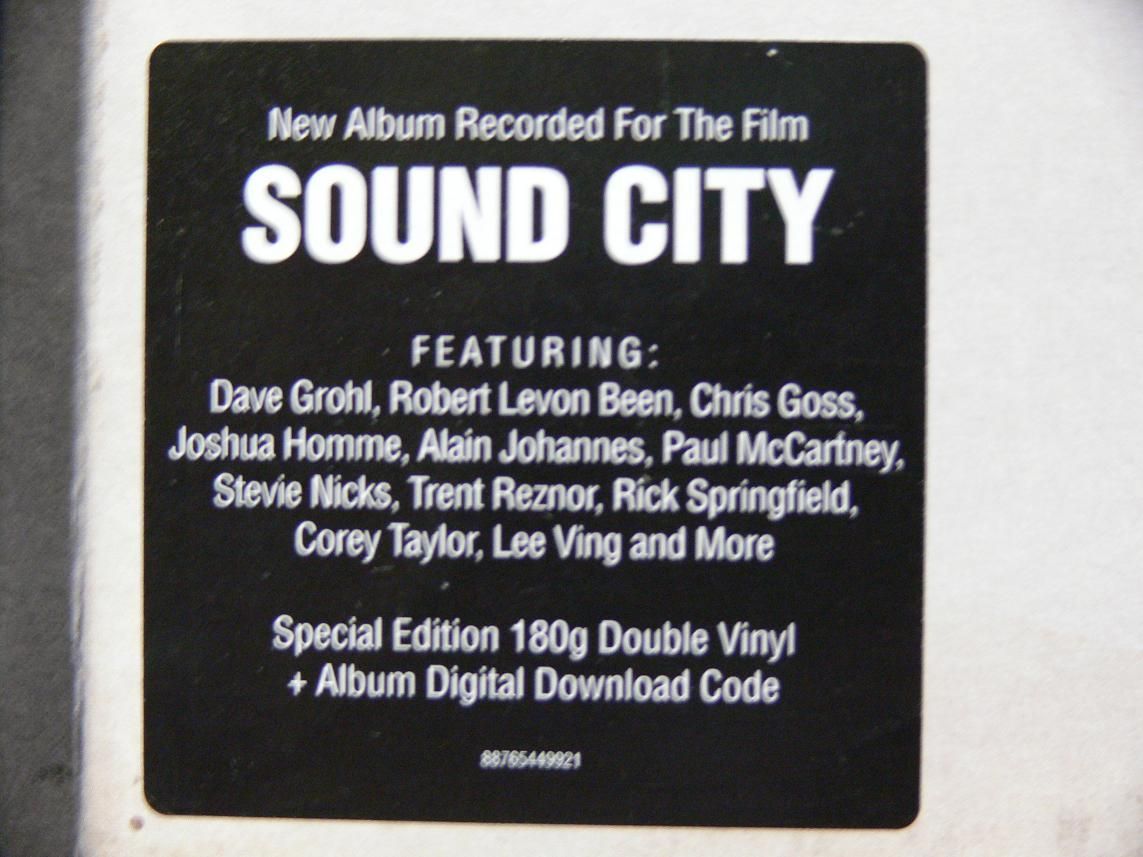 New Album Recorded For The Film
SOUND CITY
FEATURING:
Dave Grohl, Robert Levon Been, Chris Goss,
Joshua Homme, Alain Johannes, Paul McCartney,
Stevie Nicks, Trent Reznor, Rick Springfield,
Corey Taylor, Lee Ving and More
Special Edition 180g Double Vinyl
+ Album Digital Download Code
88765449921